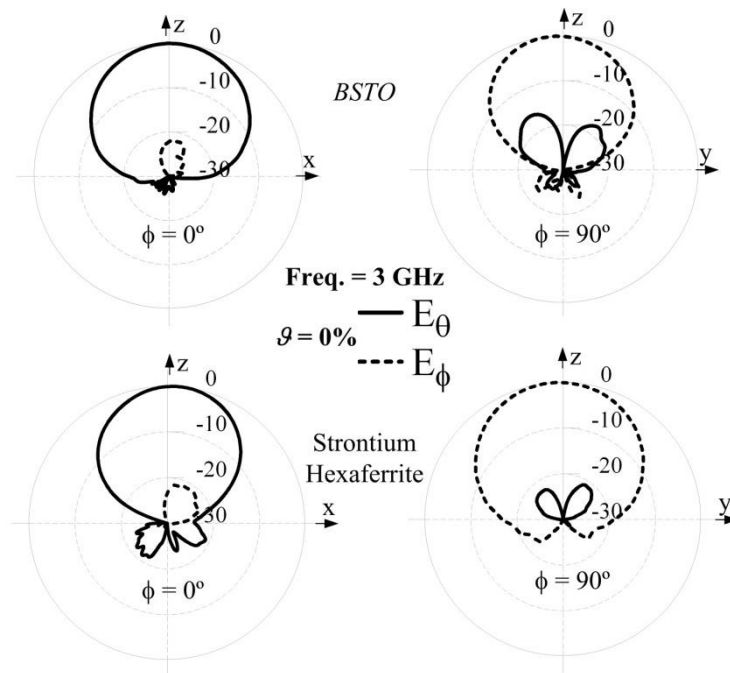 z
0
-10
-20
-30
x
ϕ = 0º
BSTO
z
0
-10
-20
-30
y
ϕ = 90º
Freq. = 3 GHz
ϑ = 0%
E_θ
E_ϕ
z
0
-10
-20
-30
x
ϕ = 0º
Strontium
Hexaferrite
z
0
-10
-20
-30
y
ϕ = 90º